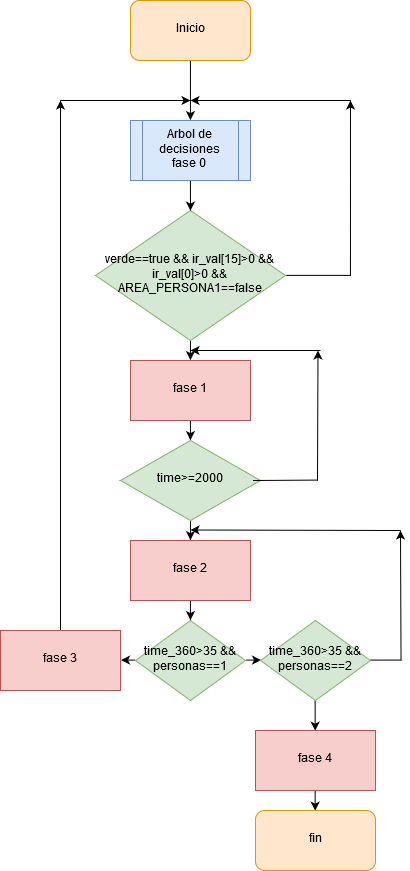 Inicio
Arbol de
decisiones
fase 0
verde==true && ir_val[15]>0 &&
ir_val[0]>0 &&
AREA_PERSONA1==false
fase 1
time>=2000
fase 2
time_360>35 &&
personas==1
time_360>35 &&
personas==2
fase 3
fase 4
fin